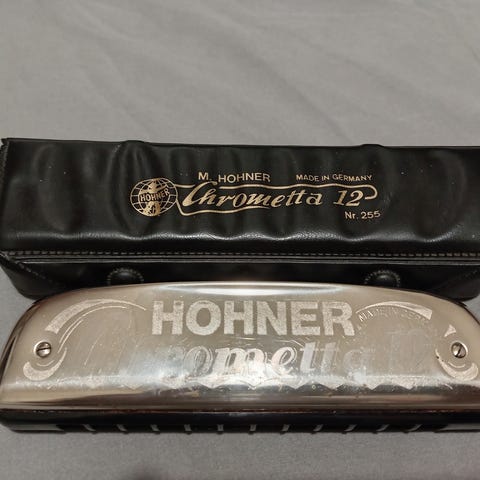 M. HOHNER MADE IN GERMANY
HOHNER Chrometta 12
Nr. 255
HOHNER
MADE IN GERMANY
Chrometta 12